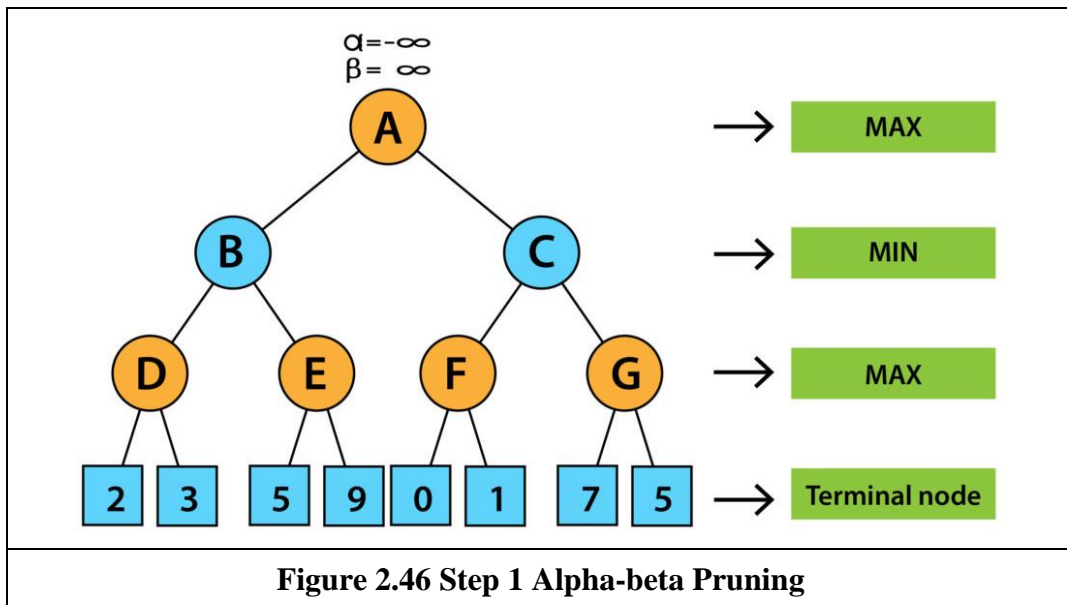 α=-∞
β= ∞
A
MAX
B
C
MIN
D
E
F
G
MAX
2 3 5 9 0 1 7 5
Terminal node
Figure 2.46 Step 1 Alpha-beta Pruning